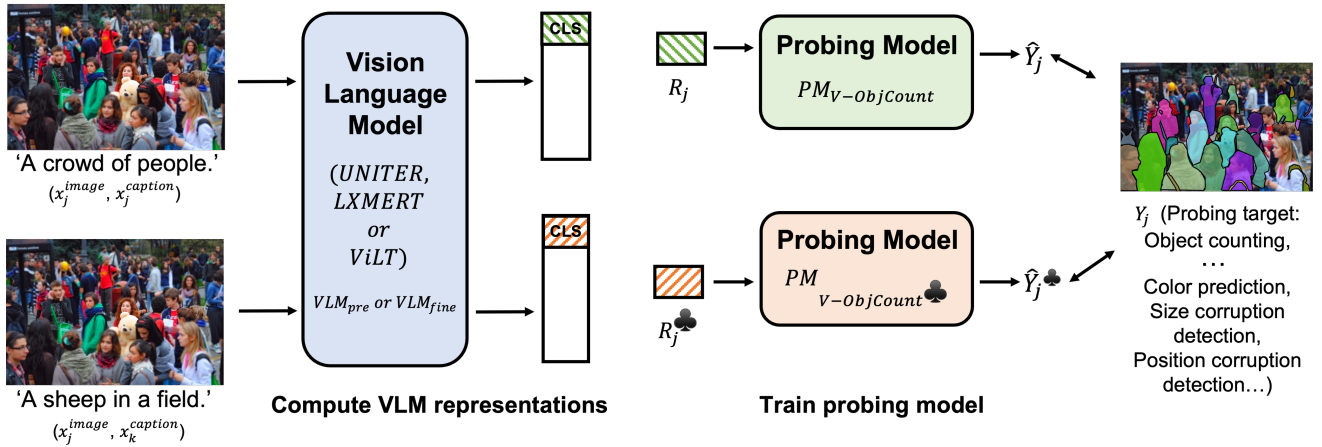 'A crowd of people.'
(x_j^image, x_j^caption)
'A sheep in a field.'
(x_j^image, x_k^caption)
Vision
Language
Model
(UNITER,
LXMERT
or
ViLT)
VLM_pre or VLM_fine
CLS
CLS
Compute VLM representations
R_j
Probing Model
PM_V−ObjCount
Ŷ_j
R_j♣
Probing Model
PM
V−ObjCount♣
Ŷ_j♣
Train probing model
Y_j (Probing target:
Object counting,
...
Color prediction,
Size corruption
detection,
Position corruption
detection...)